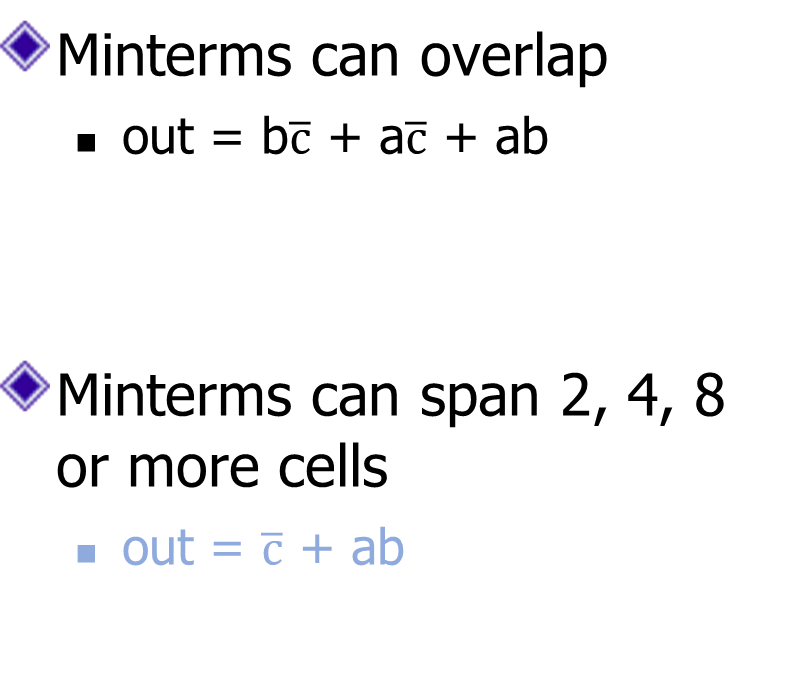 Minterms can overlap
▪ out = bc̅ + ac̅ + ab
Minterms can span 2, 4, 8
or more cells
▪ out = c̅ + ab